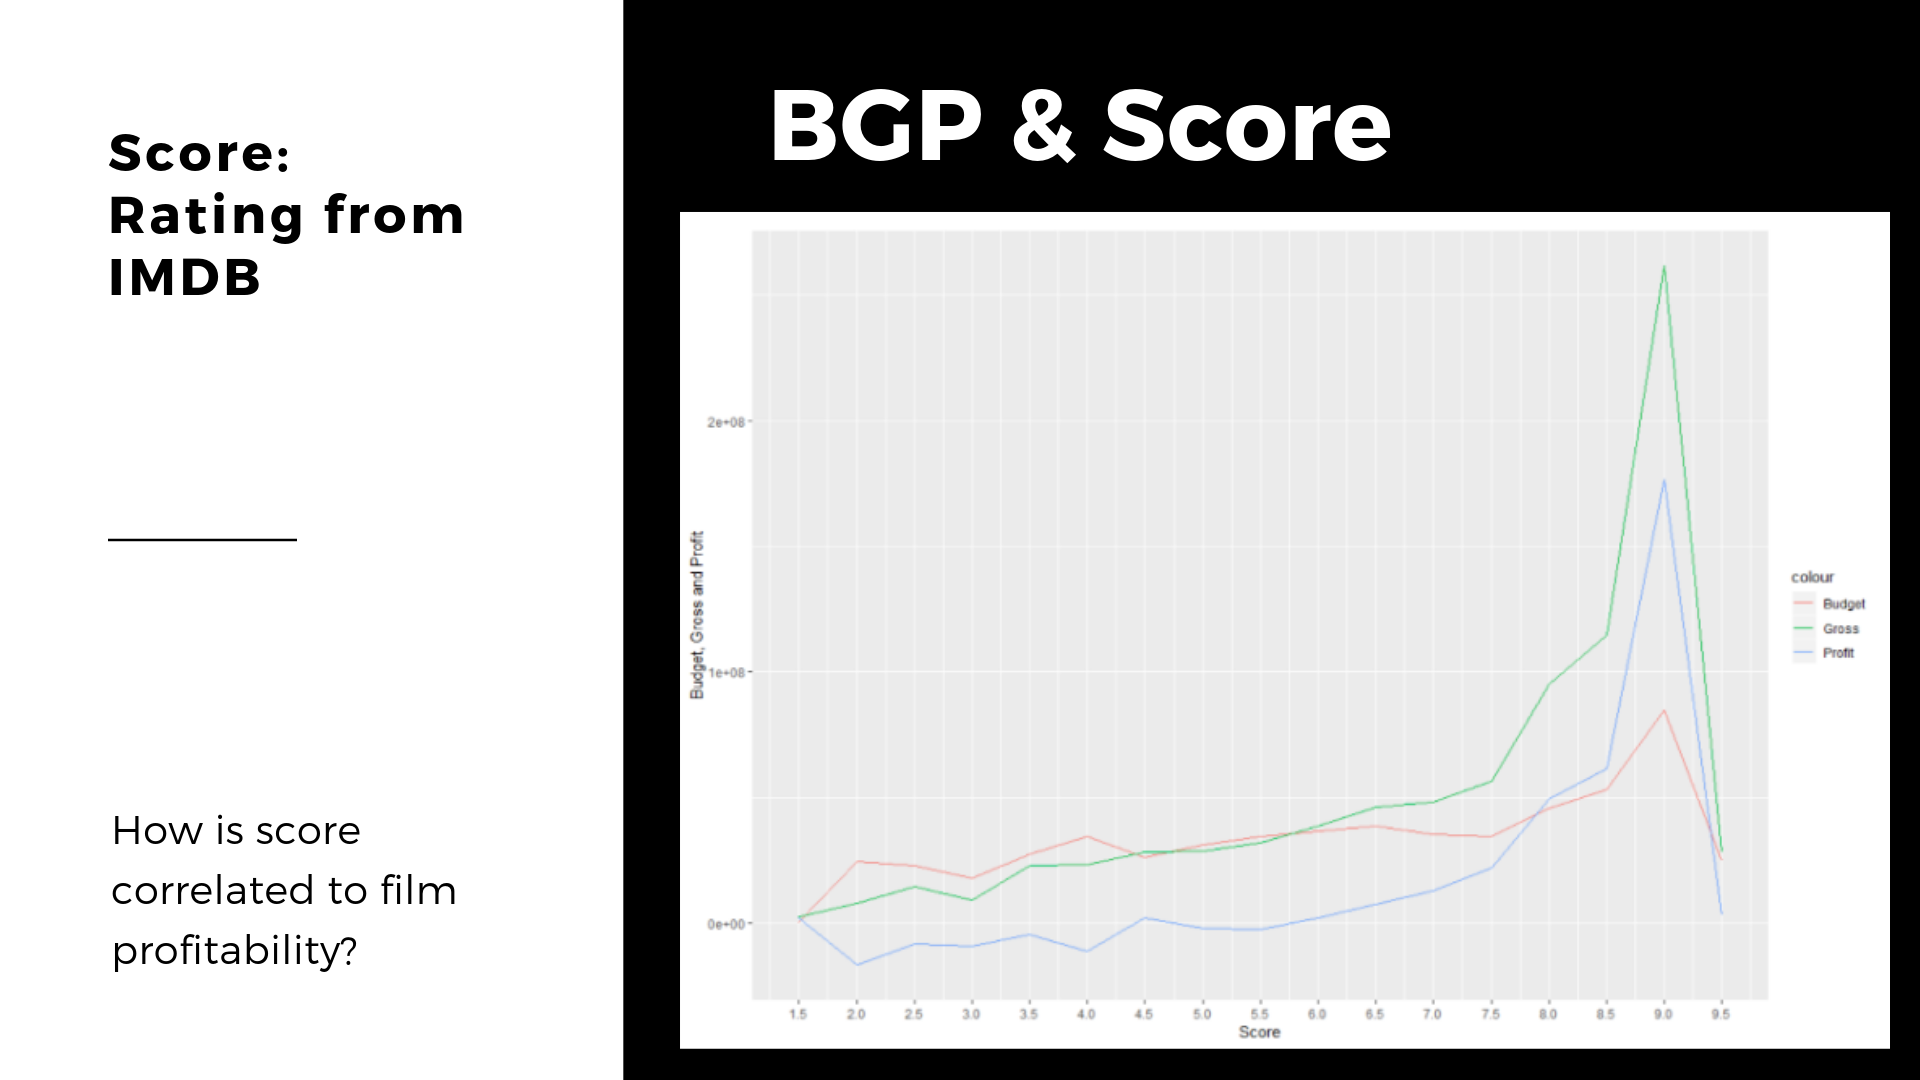 Score:
Rating from
IMDB
How is score
correlated to film
profitability?
BGP & Score
Budget, Gross and Profit
2e+08
1e+08
0e+00
1.5 2.0 2.5 3.0 3.5 4.0 4.5 5.0 5.5 6.0 6.5 7.0 7.5 8.0 8.5 9.0 9.5
Score
colour
Budget
Gross
Profit